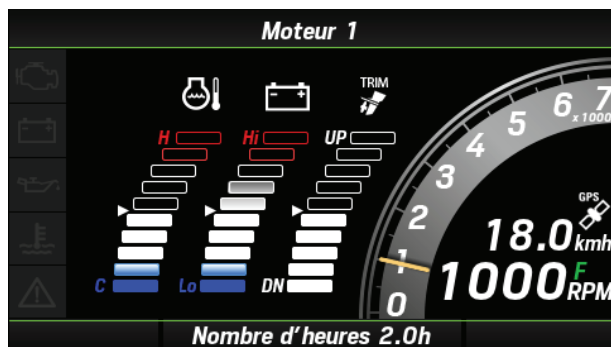 Moteur 1
TRIM
H Hi UP
C Lo DN
0 1 2 3 4 5 6 7
x 1000
GPS
18.0 kmh
1000 F RPM
Nombre d'heures 2.0h